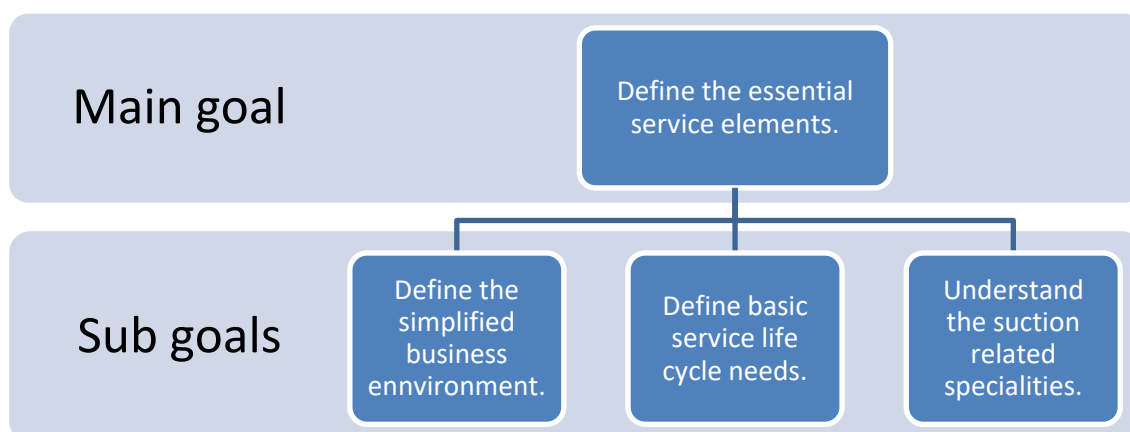 Main goal
Define the essential
service elements.
Sub goals
Define the
simplified
business
ennvironment.
Define basic
service life
cycle needs.
Understand
the suction
related
specialities.